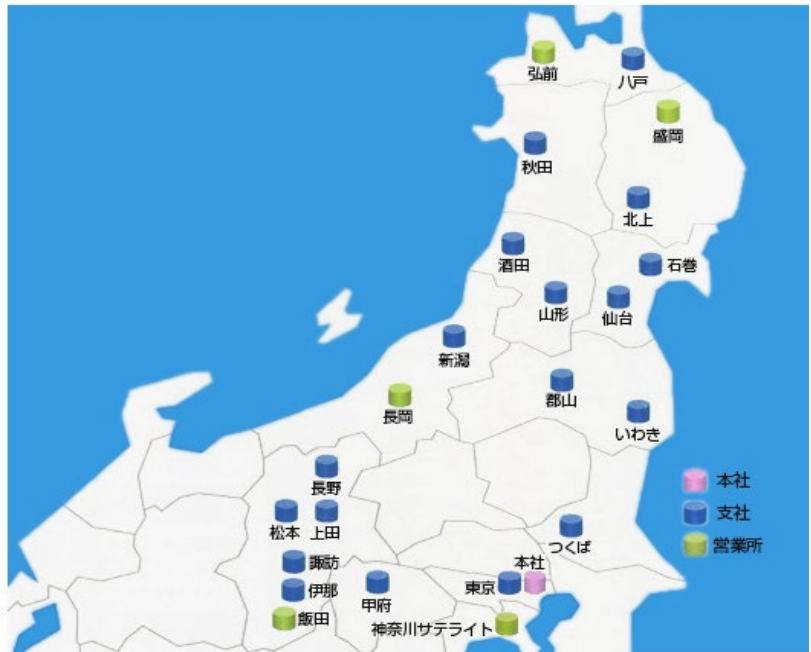 弘前
八戸
盛岡
秋田
北上
酒田
石巻
山形
仙台
新潟
郡山
長岡
いわき
長野
本社
松本
上田
支社
つくば
営業所
諏訪
本社
東京
伊那
甲府
飯田
神奈川サテライト